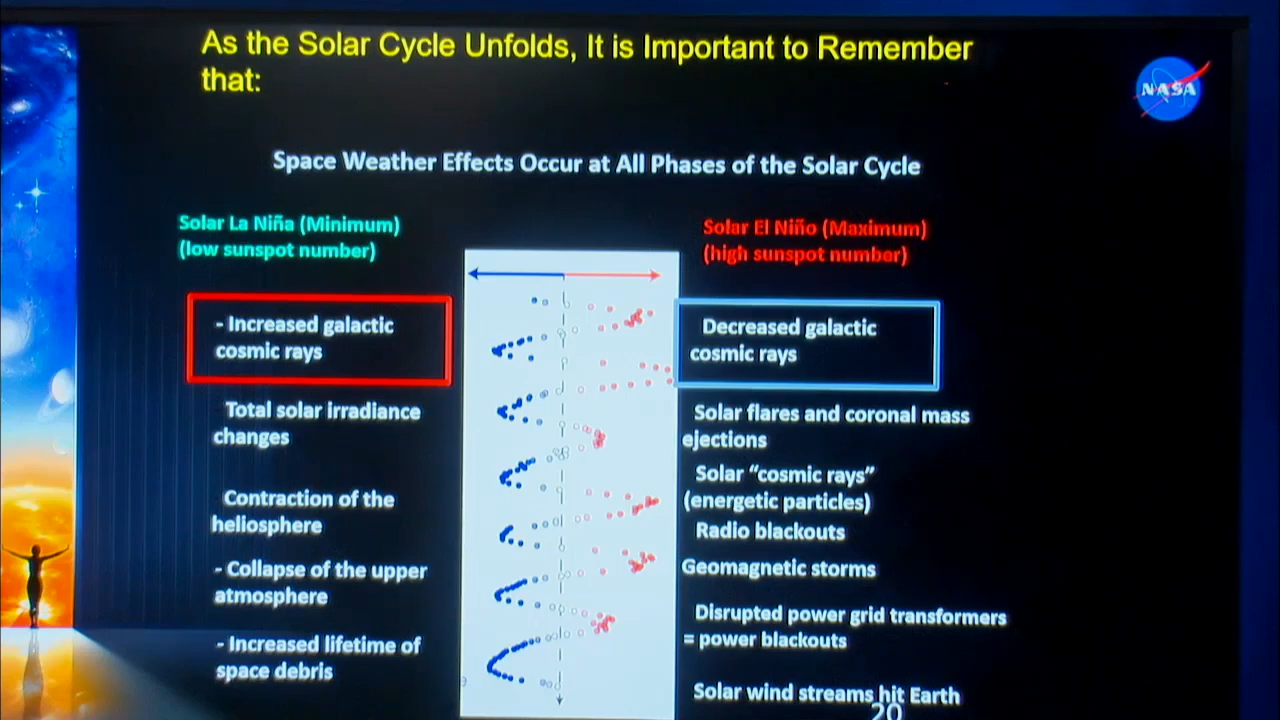 As the Solar Cycle Unfolds, It is Important to Remember
that:
NASA
Space Weather Effects Occur at All Phases of the Solar Cycle
Solar La Niña (Minimum)
(low sunspot number)
- Increased galactic
cosmic rays
Total solar irradiance
changes
Contraction of the
heliosphere
- Collapse of the upper
atmosphere
- Increased lifetime of
space debris
Solar El Niño (Maximum)
(high sunspot number)
Decreased galactic
cosmic rays
Solar flares and coronal mass
ejections
Solar “cosmic rays”
(energetic particles)
Radio blackouts
Geomagnetic storms
Disrupted power grid transformers
= power blackouts
Solar wind streams hit Earth
20